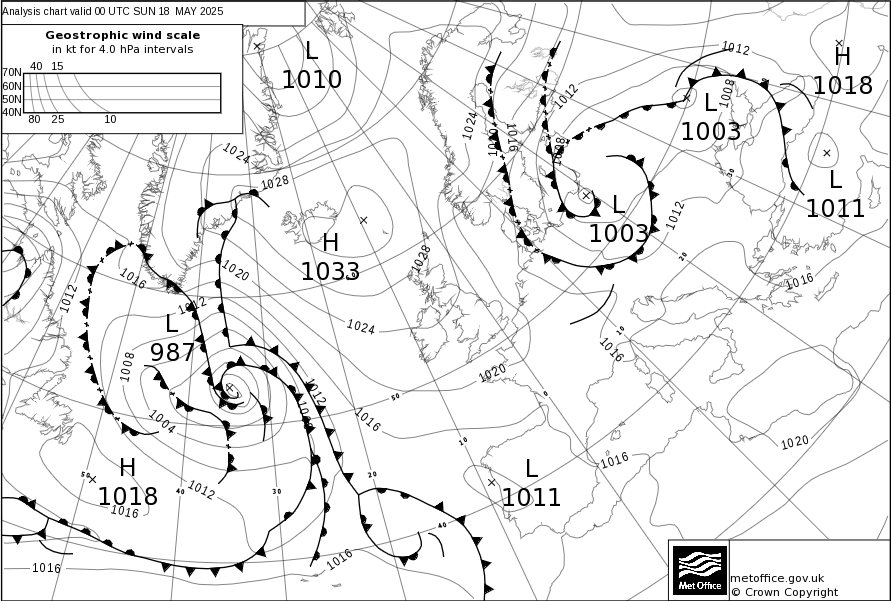 Analysis chart valid 00 UTC SUN 18 MAY 2025
Geostrophic wind scale
in kt for 4.0 hPa intervals
40 15
70N
60N
50N
40N
80 25 10
L
1010
1012
H
1018
1012
1008
L
1003
1024
1016
1008
1024
1028
L
1011
L
1003
1012
H
1033
1028
1020
1016
1012
1012
1016
L
987
1024
1016
1008
1020
1012
1004
1016
50
0
10
20
30
10
1020
1016
H
1018
1016
50
40
30
20
40
1012
L
1011
1016
1016
Met Office
metoffice.gov.uk
© Crown Copyright